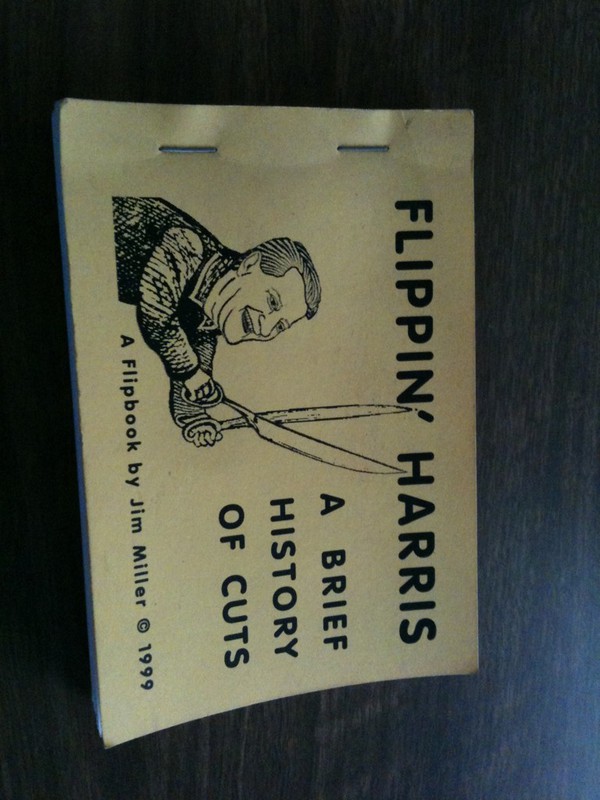 FLIPPIN' HARRIS
A BRIEF
HISTORY
OF CUTS
A Flipbook by Jim Miller © 1999